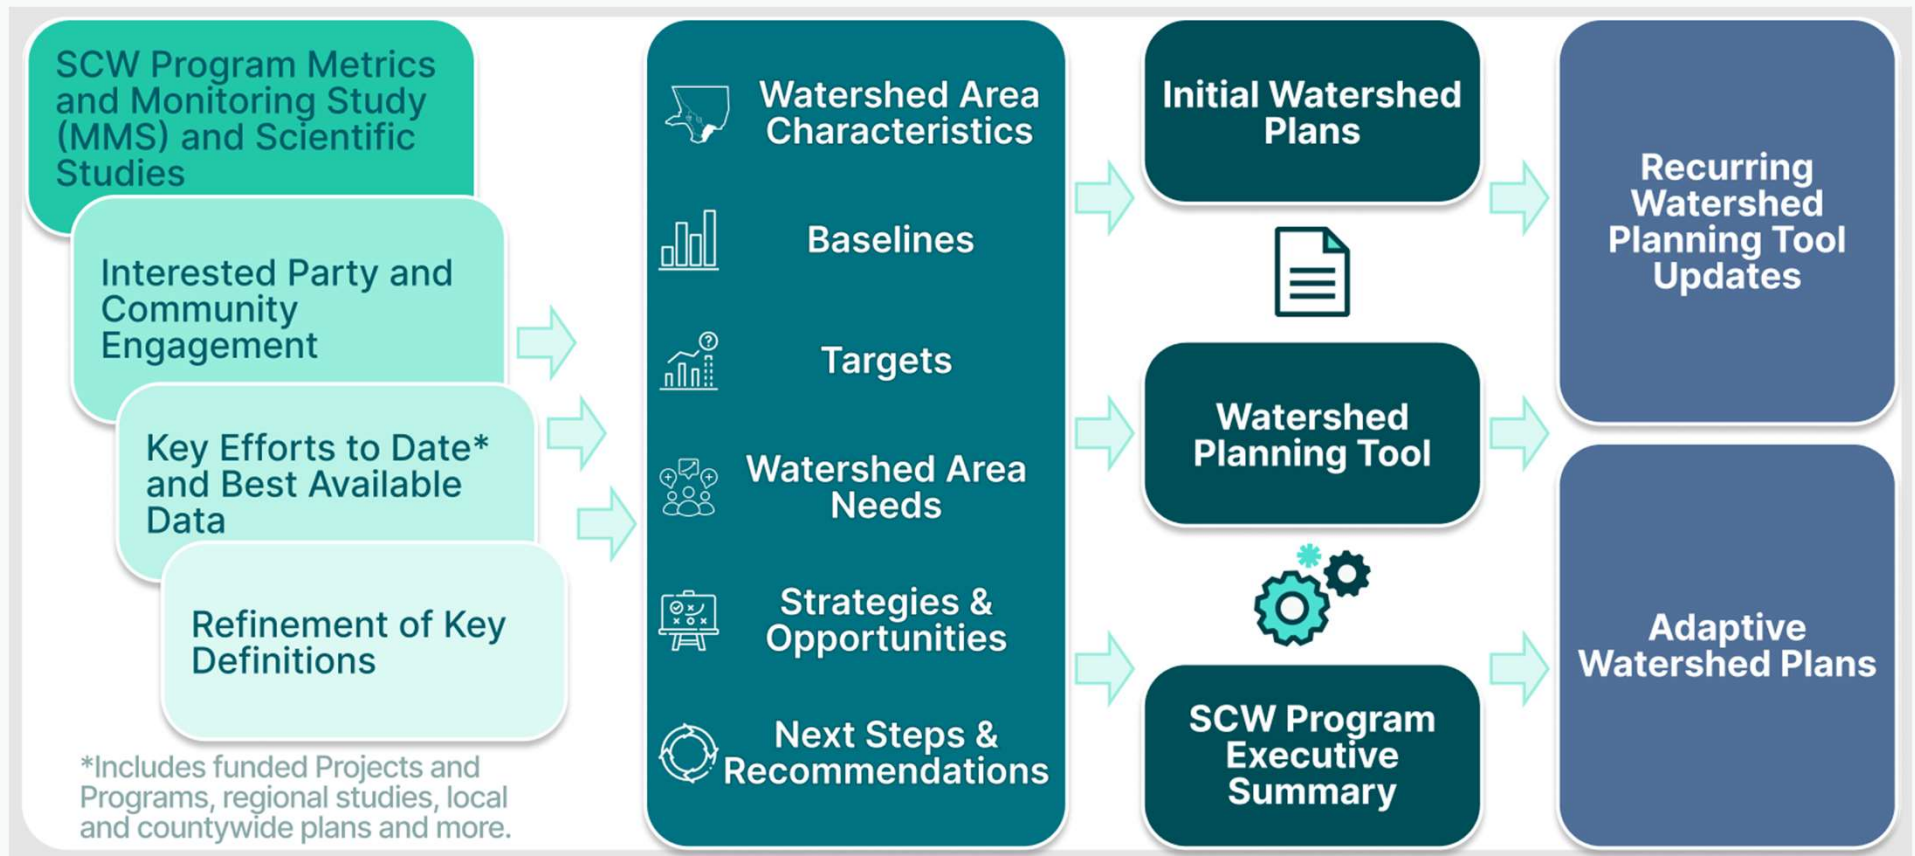 SCW Program Metrics
and Monitoring Study
(MMS) and Scientific
Studies
Interested Party and
Community
Engagement
Key Efforts to Date*
and Best Available
Data
Refinement of Key
Definitions
*Includes funded Projects and
Programs, regional studies, local
and countywide plans and more.
Watershed Area
Characteristics
Baselines
?
Targets
Watershed Area
Needs
Strategies &
Opportunities
Next Steps &
Recommendations
Initial Watershed
Plans
Watershed
Planning Tool
SCW Program
Executive
Summary
Recurring
Watershed
Planning Tool
Updates
Adaptive
Watershed Plans